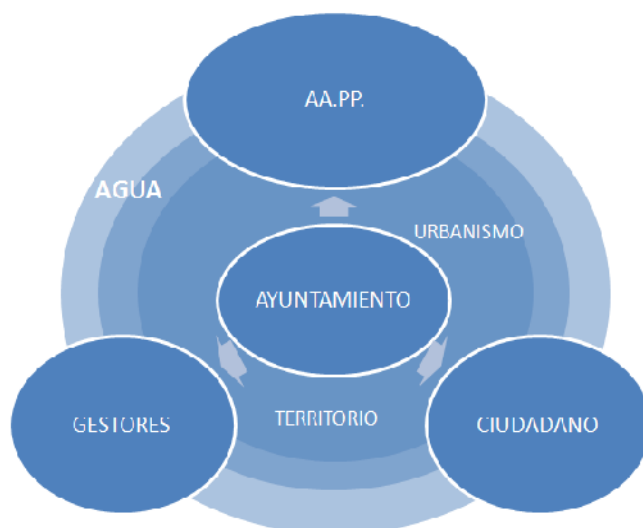 AA.PP.
AGUA
URBANISMO
AYUNTAMIENTO
GESTORES
TERRITORIO
CIUDADANO